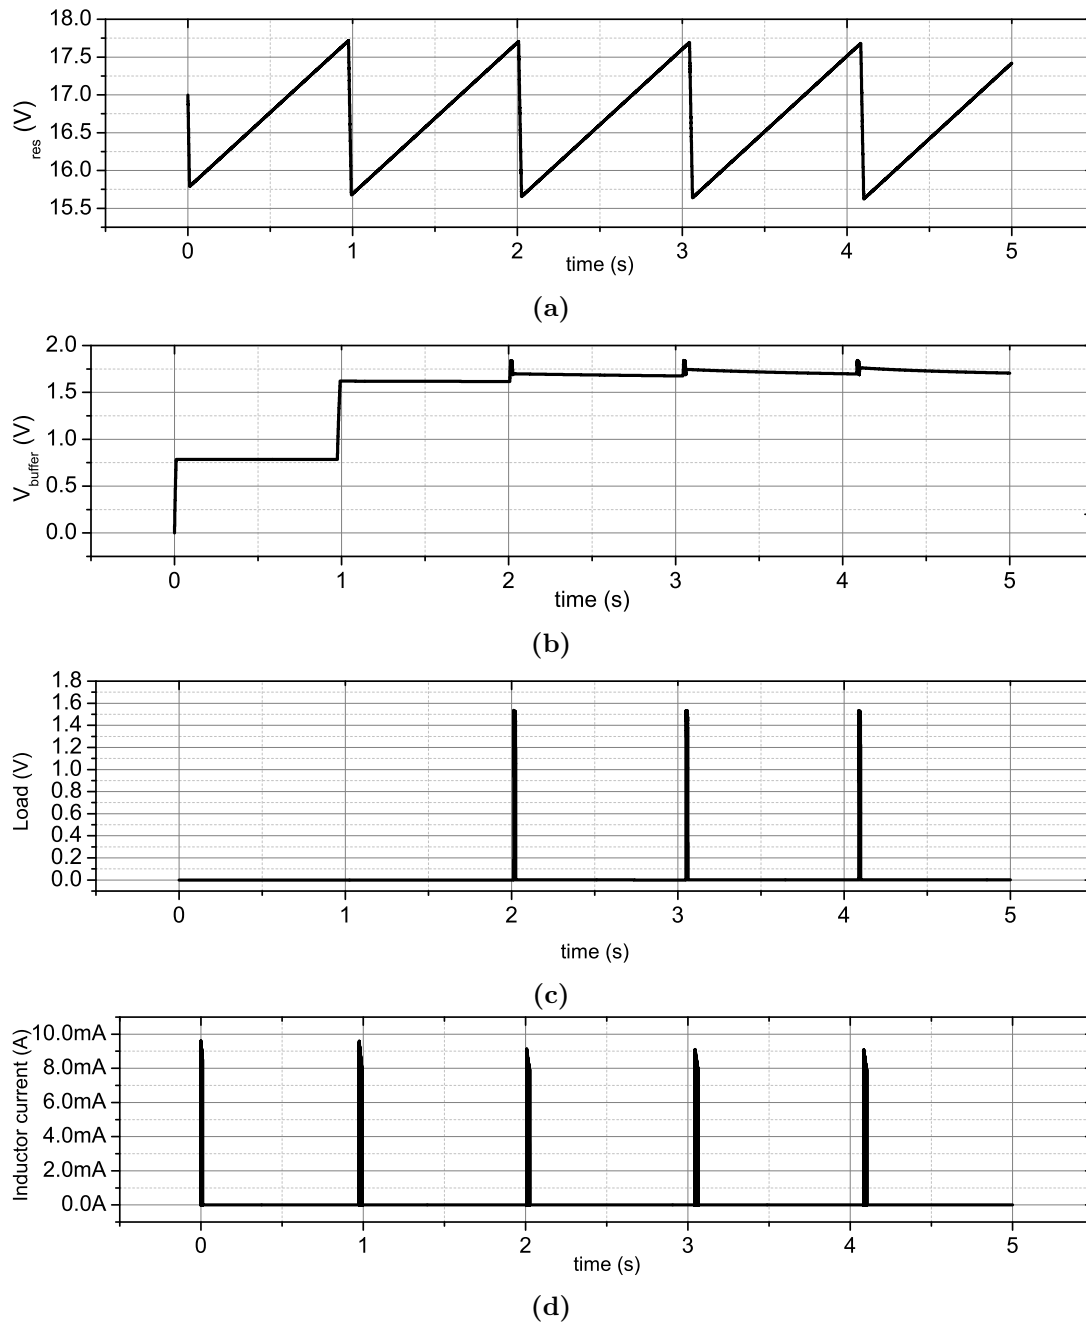 18.0
17.5
17.0
16.5
16.0
15.5
res (V)
0 1 2 3 4 5
time (s)
(a)
2.0
1.5
1.0
0.5
0.0
Vbuffer (V)
0 1 2 3 4 5
time (s)
(b)
1.8
1.6
1.4
1.2
1.0
0.8
0.6
0.4
0.2
0.0
Load (V)
0 1 2 3 4 5
time (s)
(c)
10.0mA
8.0mA
6.0mA
4.0mA
2.0mA
0.0A
Inductor current (A)
0 1 2 3 4 5
time (s)
(d)